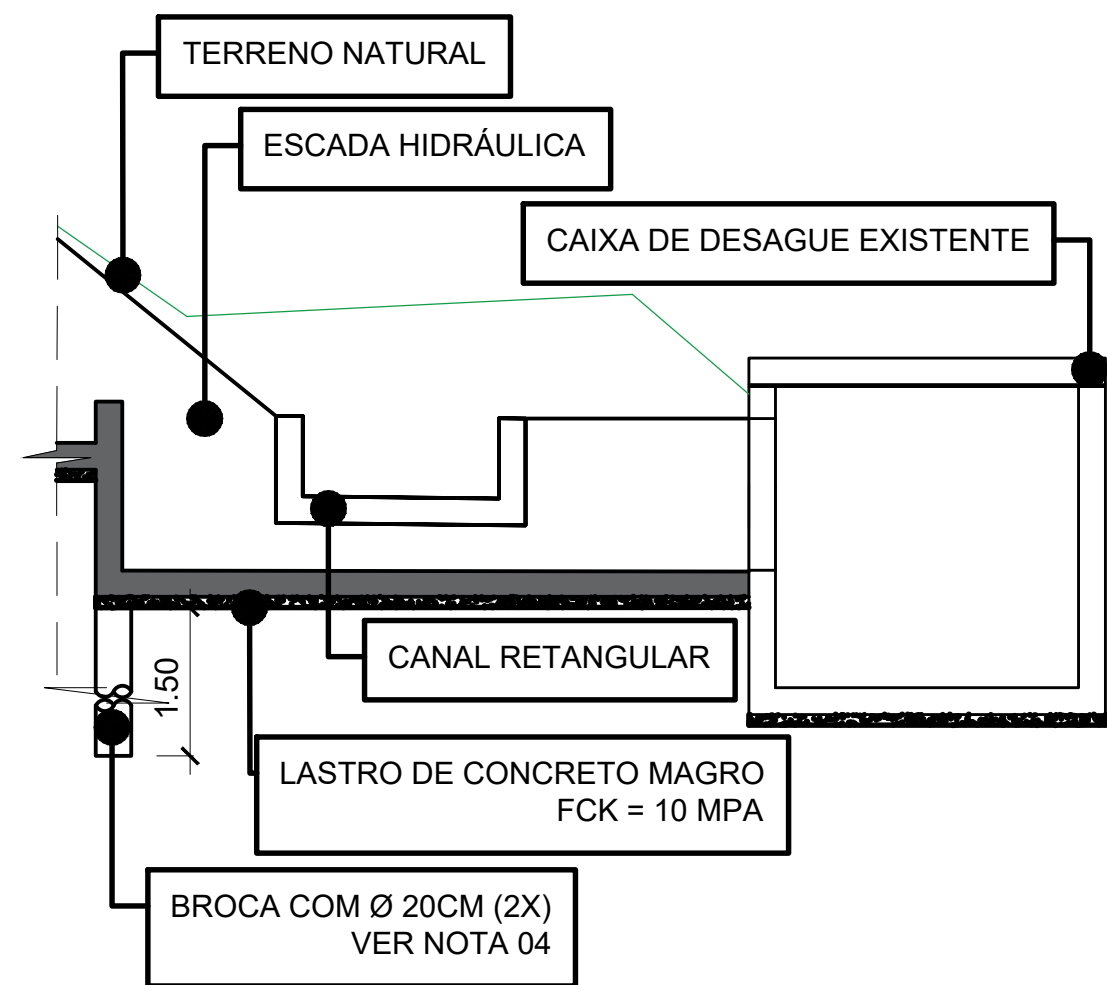 TERRENO NATURAL
ESCADA HIDRÁULICA
CAIXA DE DESAGUE EXISTENTE
CANAL RETANGULAR
1.50
LASTRO DE CONCRETO MAGRO
FCK = 10 MPA
BROCA COM Ø 20CM (2X)
VER NOTA 04